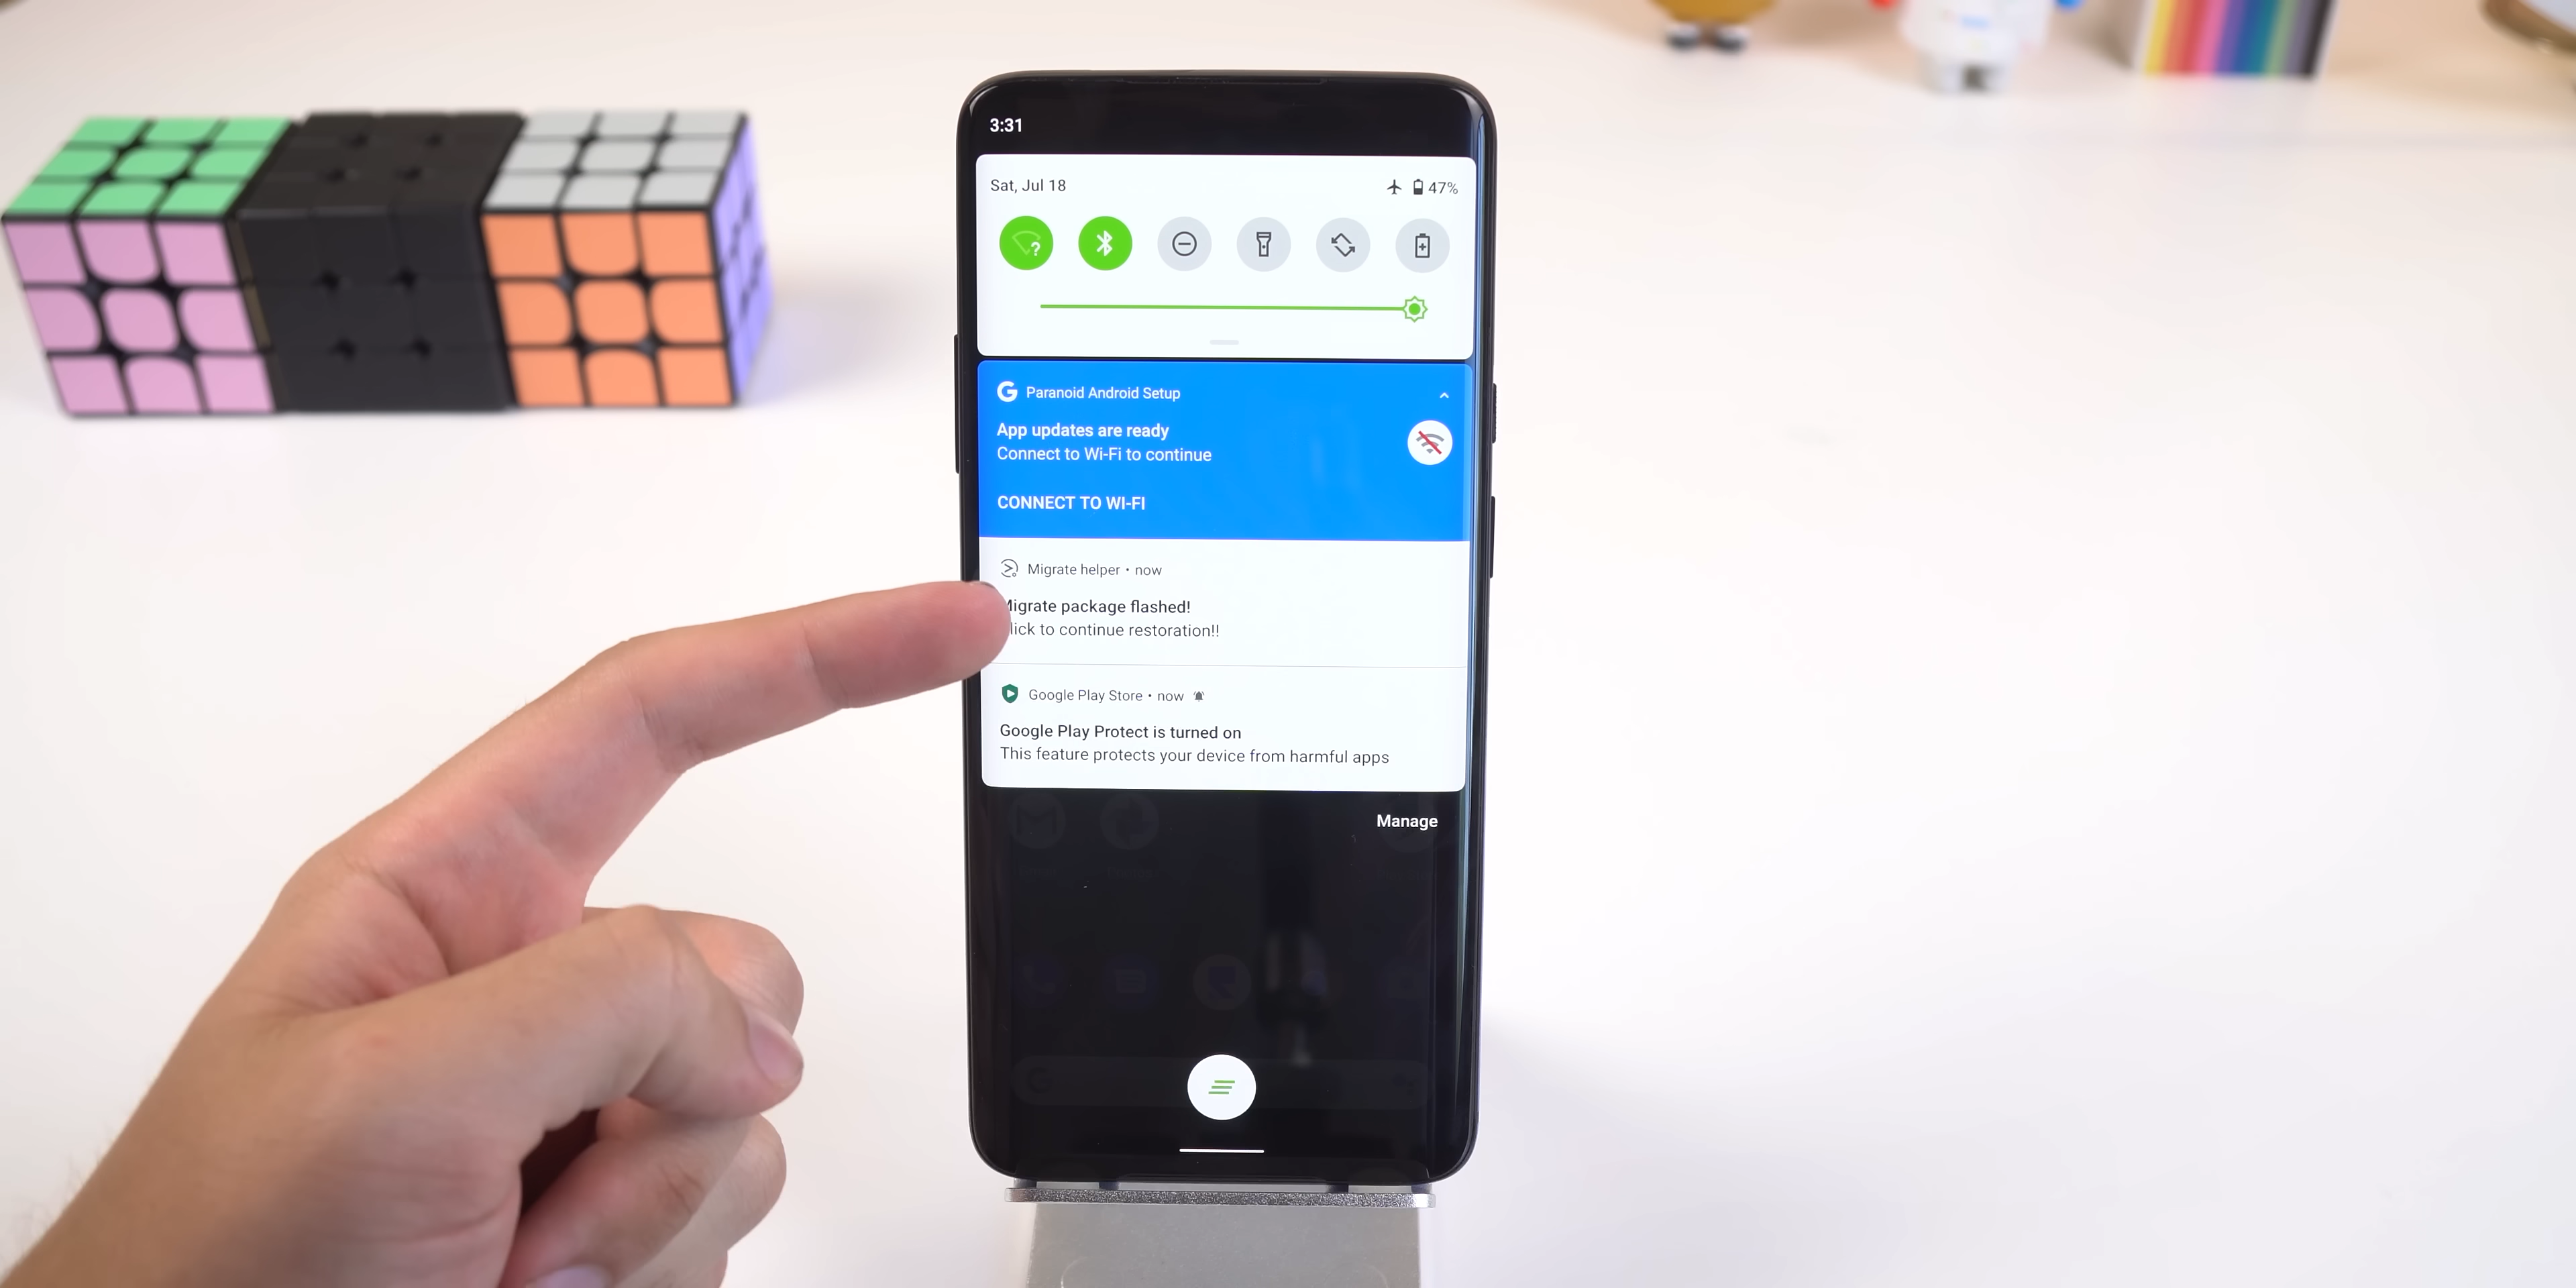 3:31
Sat, Jul 18
47%
?
Paranoid Android Setup
App updates are ready
Connect to Wi-Fi to continue
CONNECT TO WI-FI
Migrate helper • now
Migrate package flashed!
lick to continue restoration!!
Google Play Store • now
Google Play Protect is turned on
This feature protects your device from harmful apps
Manage